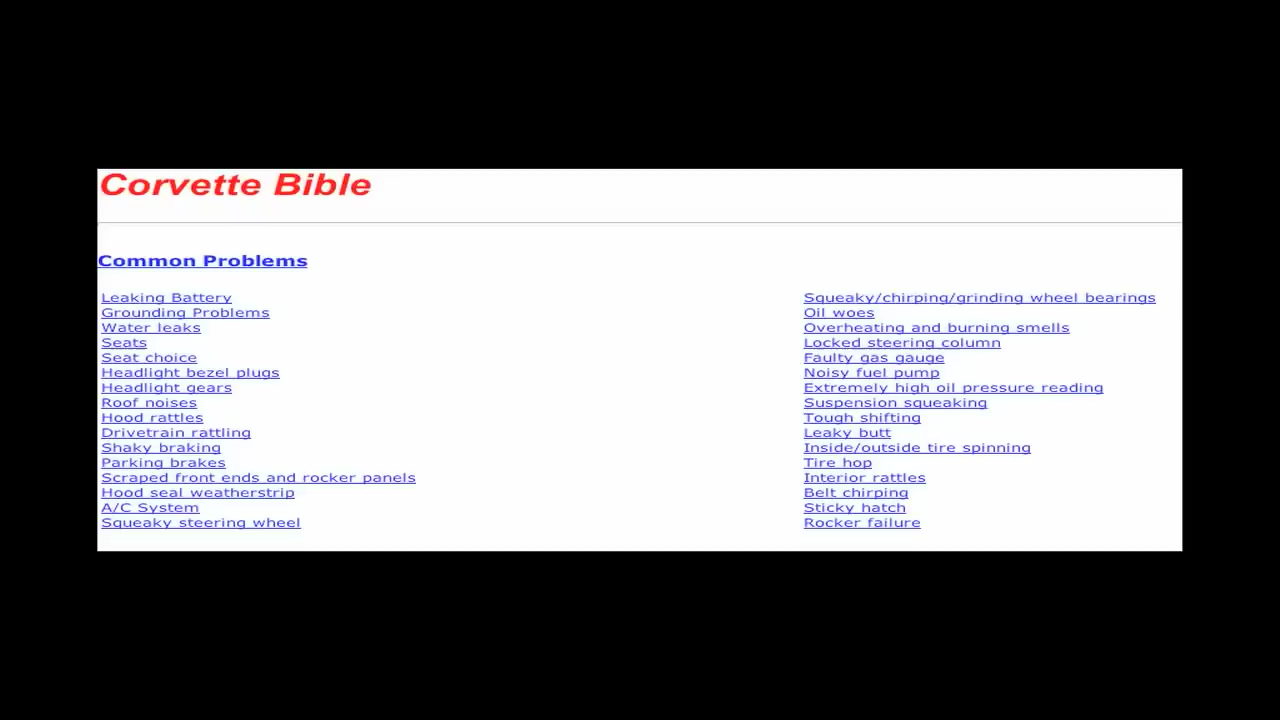 Corvette Bible
Common Problems
Leaking Battery
Grounding Problems
Water leaks
Seats
Seat choice
Headlight bezel plugs
Headlight gears
Roof noises
Hood rattles
Drivetrain rattling
Shaky braking
Parking brakes
Scraped front ends and rocker panels
Hood seal weatherstrip
A/C System
Squeaky steering wheel
Squeaky/chirping/grinding wheel bearings
Oil woes
Overheating and burning smells
Locked steering column
Faulty gas gauge
Noisy fuel pump
Extremely high oil pressure reading
Suspension squeaking
Tough shifting
Leaky butt
Inside/outside tire spinning
Tire hop
Interior rattles
Belt chirping
Sticky hatch
Rocker failure